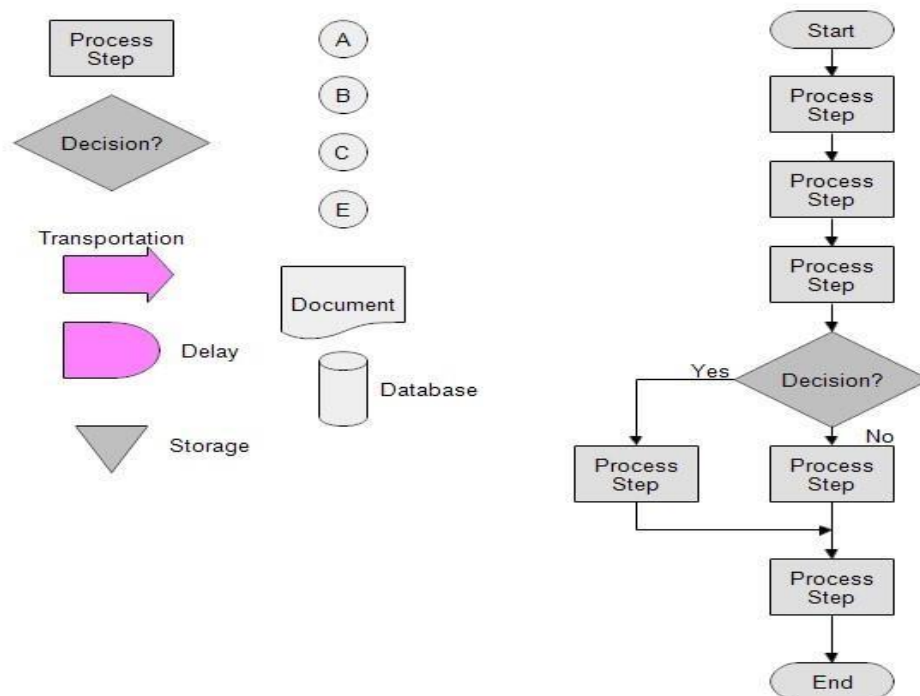 Process
Step
Decision?
Transportation
Delay
Storage
A
B
C
E
Document
Database
Start
Process
Step
Process
Step
Process
Step
Decision?
Yes
No
Process
Step
Process
Step
Process
Step
End